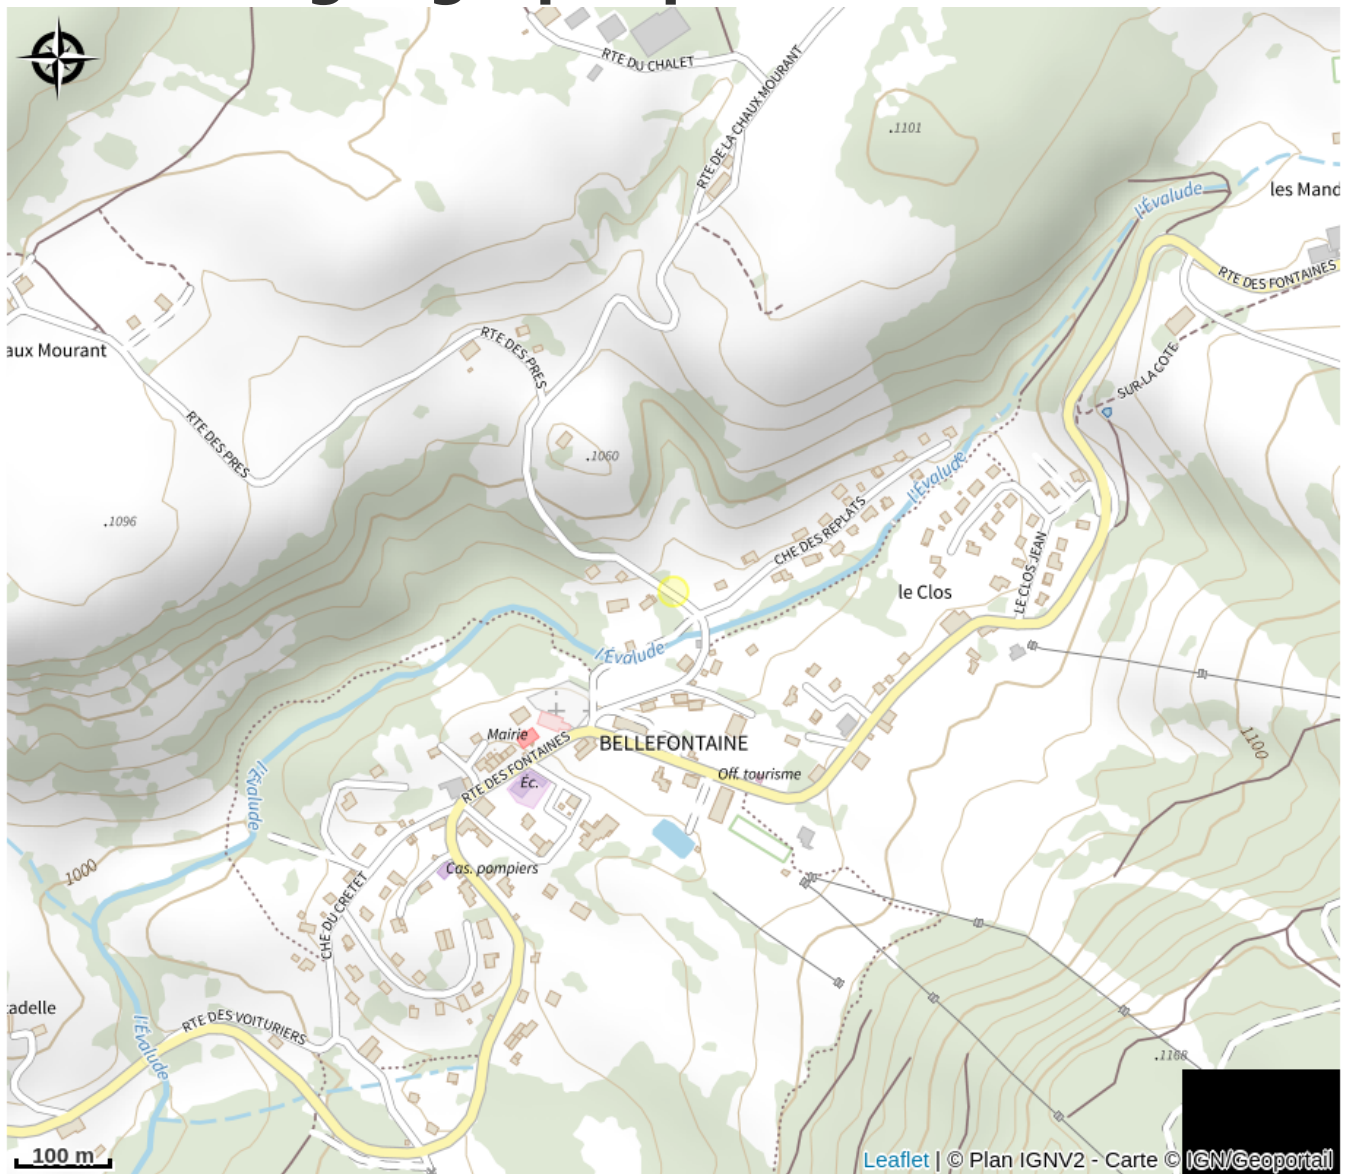 RTE DU CHALET
RTE DE LA CHAUX MOURANT
.1101
l'Évalude
les Mand
RTE DES FONTAINES
aux Mourant
RTE DES PRES
SUR-LA COTE
RTE DES PRES
.1060
l'Évalude
.1096
CHE DES REPLATS
LE CLOS JEAN
le Clos
l'Évalude
Mairie
BELLEFONTAINE
1100
RTE DES FONTAINES
Off. tourisme
Éc.
l'Évalude
1000
Cas. pompiers
CHE DU CRETET
tadelle
RTE DES VOITURIERS
l'Évalude
.1168
100 m
Leaflet | © Plan IGNV2 - Carte © IGN/Geoportail